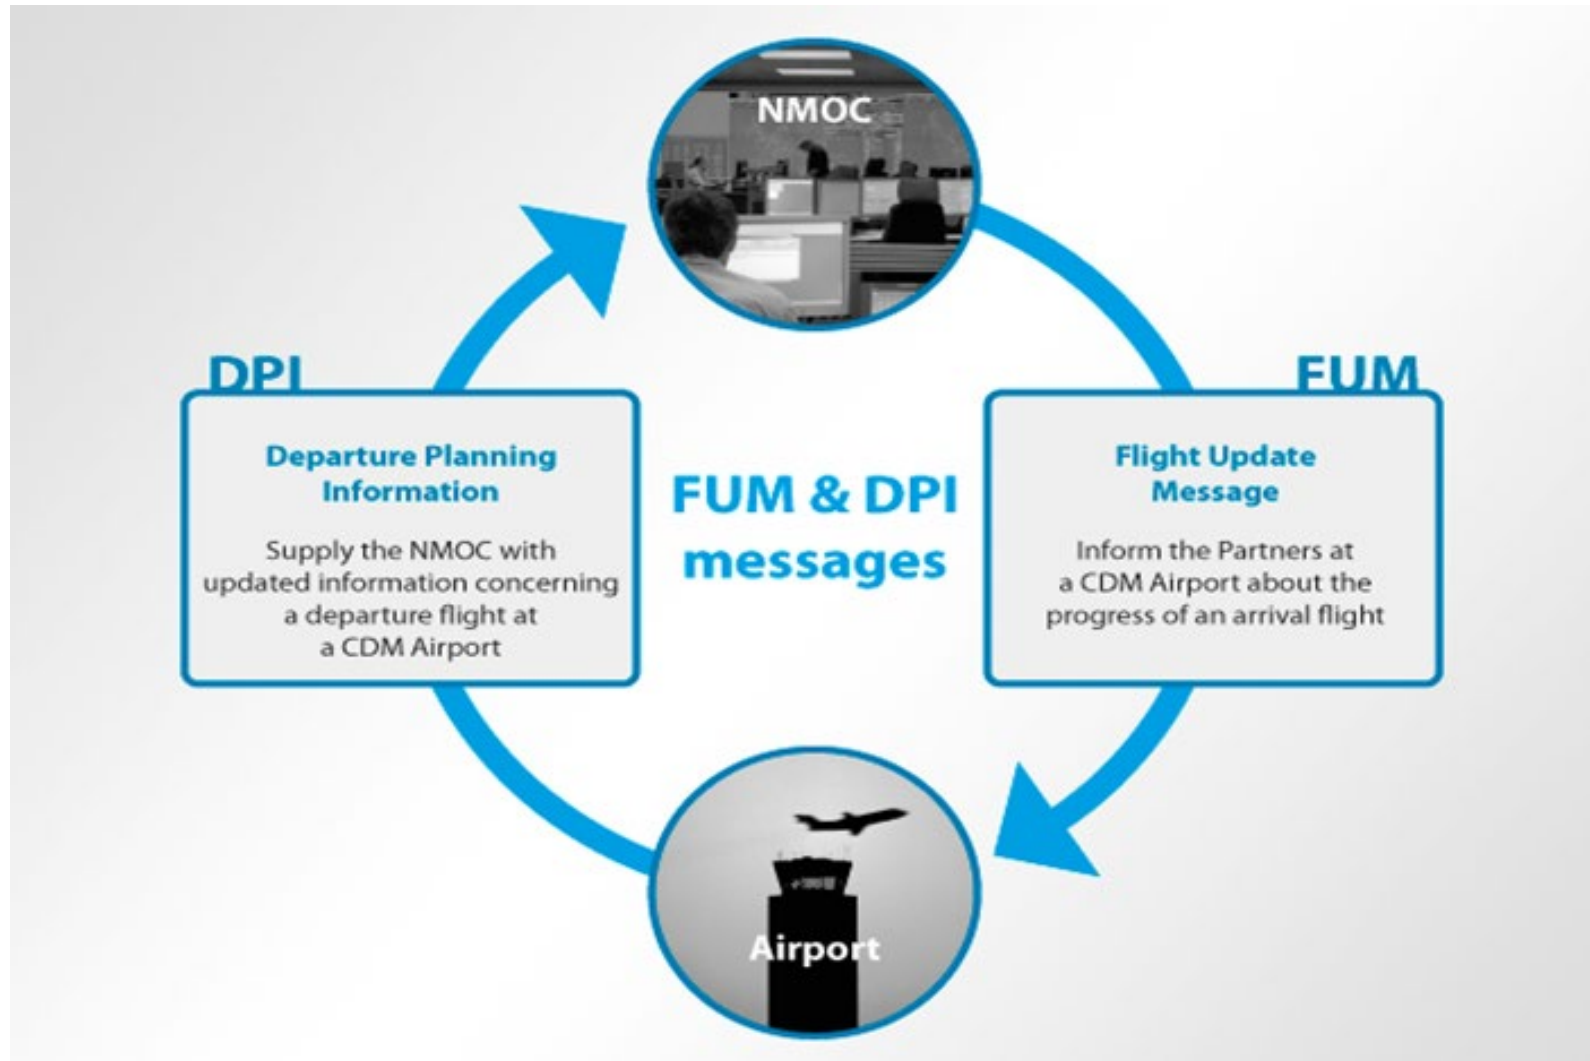 NMOC
DPI
FUM
Departure Planning
Information
Supply the NMOC with
updated information concerning
a departure flight at
a CDM Airport
FUM & DPI
messages
Flight Update
Message
Inform the Partners at
a CDM Airport about the
progress of an arrival flight
Airport